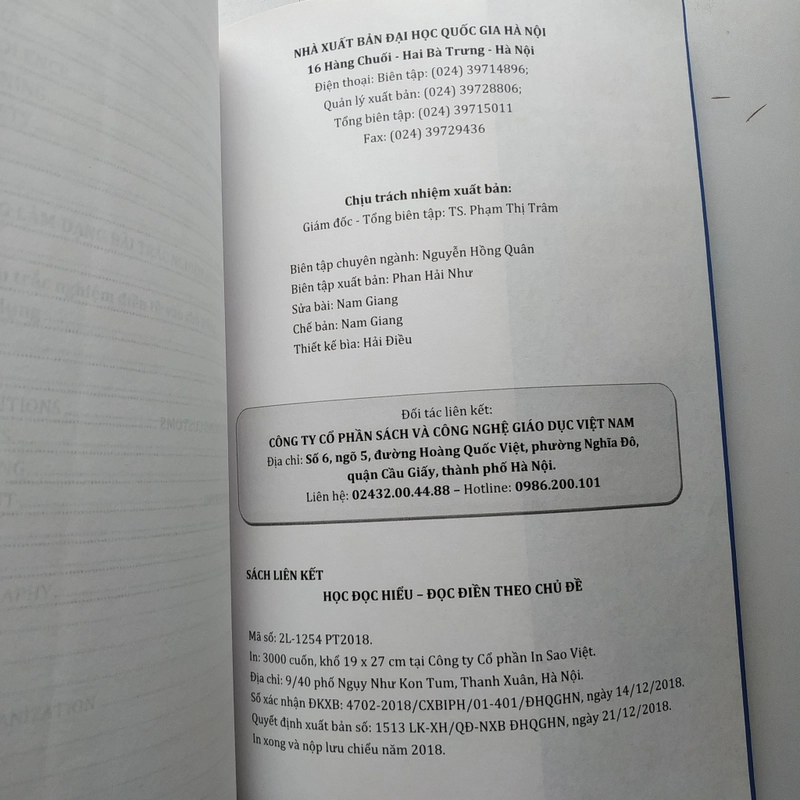 NHÀ XUẤT BẢN ĐẠI HỌC QUỐC GIA HÀ NỘI
16 Hàng Chuối - Hai Bà Trưng - Hà Nội
Điện thoại: Biên tập: (024) 39714896;
Quản lý xuất bản: (024) 39728806;
Tổng biên tập: (024) 39715011
Fax: (024) 39729436
Chịu trách nhiệm xuất bản:
Giám đốc - Tổng biên tập: TS. Phạm Thị Trâm
Biên tập chuyên ngành: Nguyễn Hồng Quân
Biên tập xuất bản: Phan Hải Như
Sửa bài: Nam Giang
Chế bản: Nam Giang
Thiết kế bìa: Hải Điều
Đối tác liên kết:
CÔNG TY CỔ PHẦN SÁCH VÀ CÔNG NGHỆ GIÁO DỤC VIỆT NAM
Địa chỉ: Số 6, ngõ 5, đường Hoàng Quốc Việt, phường Nghĩa Đô,
quận Cầu Giấy, thành phố Hà Nội.
Liên hệ: 02432.00.44.88 – Hotline: 0986.200.101
SÁCH LIÊN KẾT
HỌC ĐỌC HIỂU – ĐỌC ĐIỀN THEO CHỦ ĐỀ
Mã số: 2L-1254 PT2018.
In: 3000 cuốn, khổ 19 x 27 cm tại Công ty Cổ phần In Sao Việt.
Địa chỉ: 9/40 phố Ngụy Như Kon Tum, Thanh Xuân, Hà Nội.
Số xác nhận ĐKXB: 4702-2018/CXBIPH/01-401/ĐHQGHN, ngày 14/12/2018.
Quyết định xuất bản số: 1513 LK-XH/QĐ-NXB ĐHQGHN, ngày 21/12/2018.
In xong và nộp lưu chiểu năm 2018.